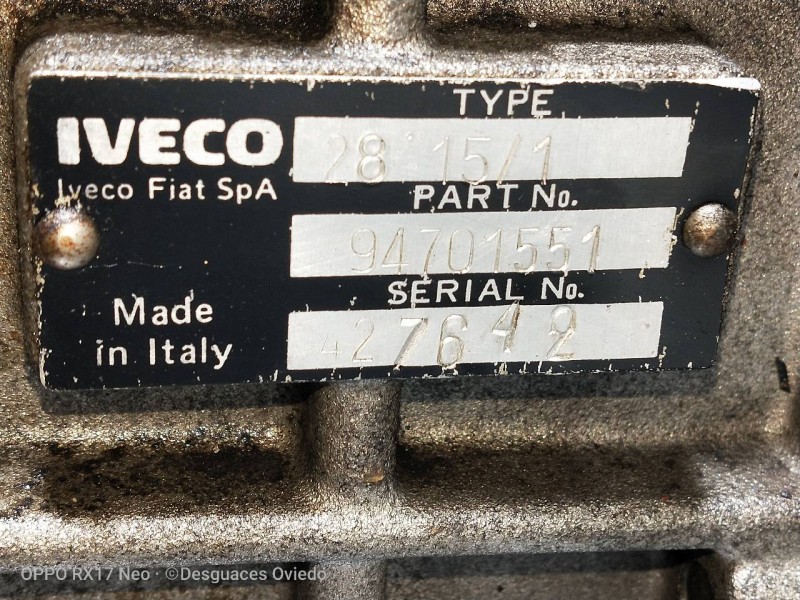 TYPE
IVECO
28 15/1
Iveco Fiat SpA
PART No.
94701551
SERIAL No.
Made
in Italy
427612
OPPO RX17 Neo · ©Desguaces Oviedo